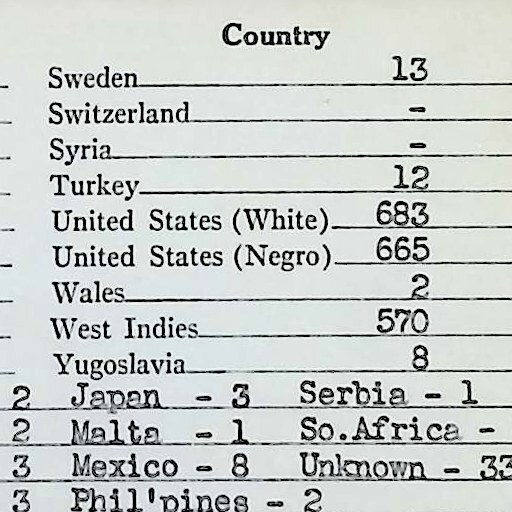 Country
Sweden 13
Switzerland -
Syria -
Turkey 12
United States (White) 683
United States (Negro) 665
Wales 2
West Indies 570
Yugoslavia 8
2 Japan - 3 Serbia - 1
2 Malta - 1 So.Africa -
3 Mexico - 8 Unknown - 33
3 Phil'pines - 2